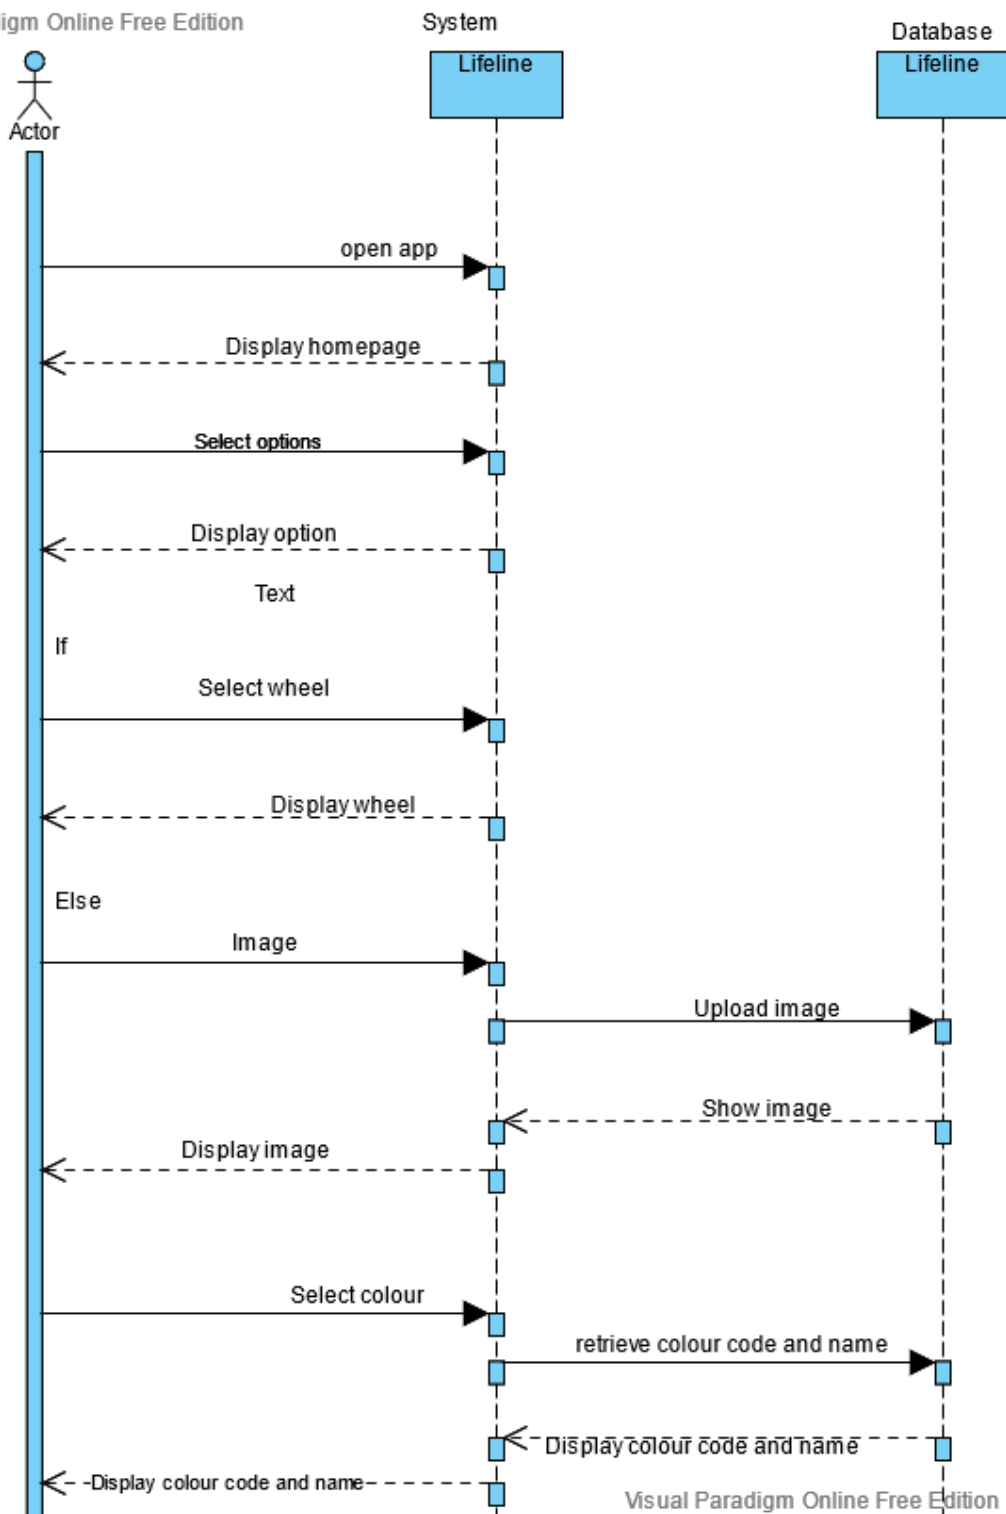 igm Online Free Edition
System
Database
Lifeline
Lifeline
Actor
open app
Display homepage
Select options
Display option
Text
If
Select wheel
Display wheel
Else
Image
Upload image
Show image
Display image
Select colour
retrieve colour code and name
Display colour code and name
Display colour code and name
Visual Paradigm Online Free Edition